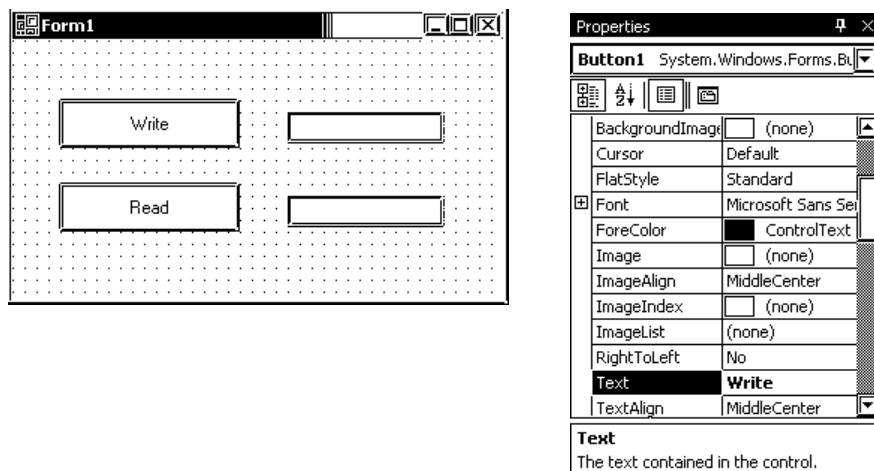 Form1
Write
Read
Properties
Button1 System.Windows.Forms.Bu
BackgroundImage (none)
Cursor Default
FlatStyle Standard
Font Microsoft Sans Ser
ForeColor ControlText
Image (none)
ImageAlign MiddleCenter
ImageIndex (none)
ImageList (none)
RightToLeft No
Text Write
TextAlign MiddleCenter
Text
The text contained in the control.